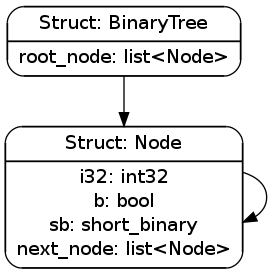 Struct: BinaryTree
root_node: list<Node>
Struct: Node
i32: int32
b: bool
sb: short_binary
next_node: list<Node>